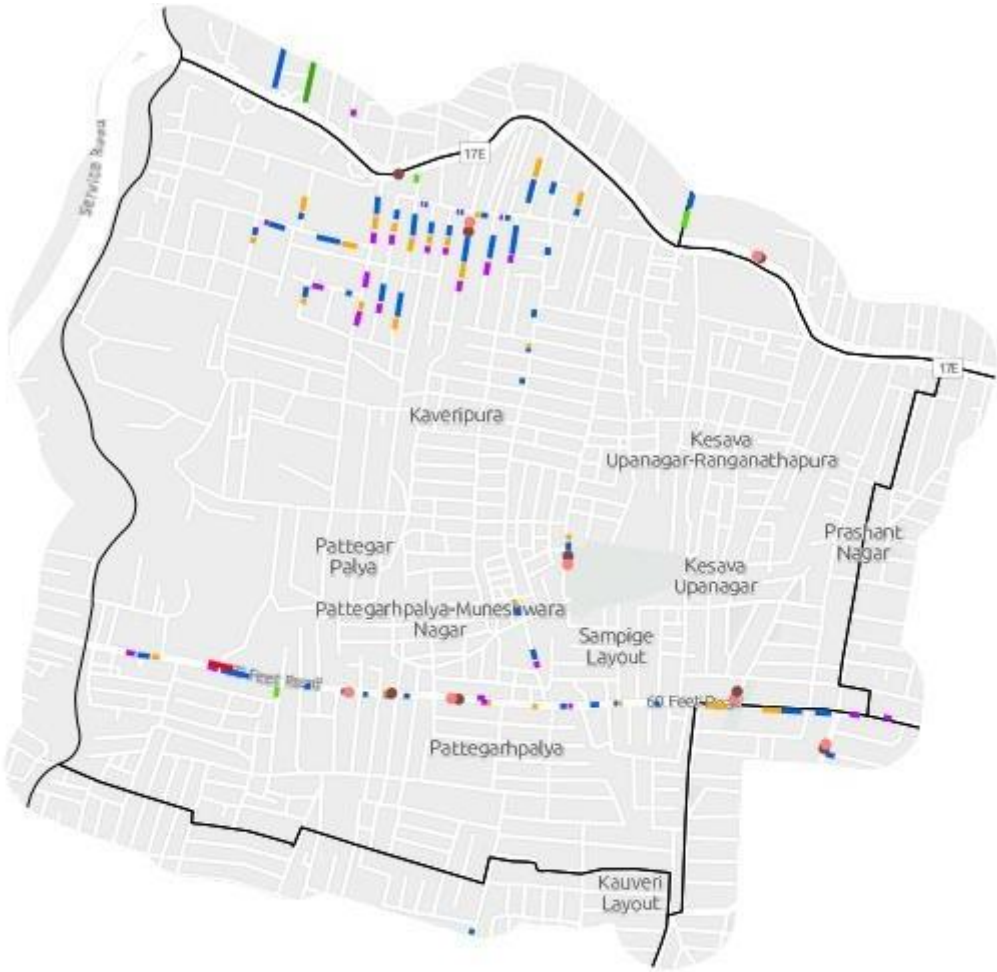 Service Road
17E
17E
Kaveripura
Kesava
Upanagar-Ranganathapura
Prashant
Nagar
Pattegar
Palya
Kesava
Upanagar
Pattegarhpalya-Muneshwara
Nagar
Sampige
Layout
Feet Road
60 Feet Road
Pattegarhpalya
Kauveri
Layout